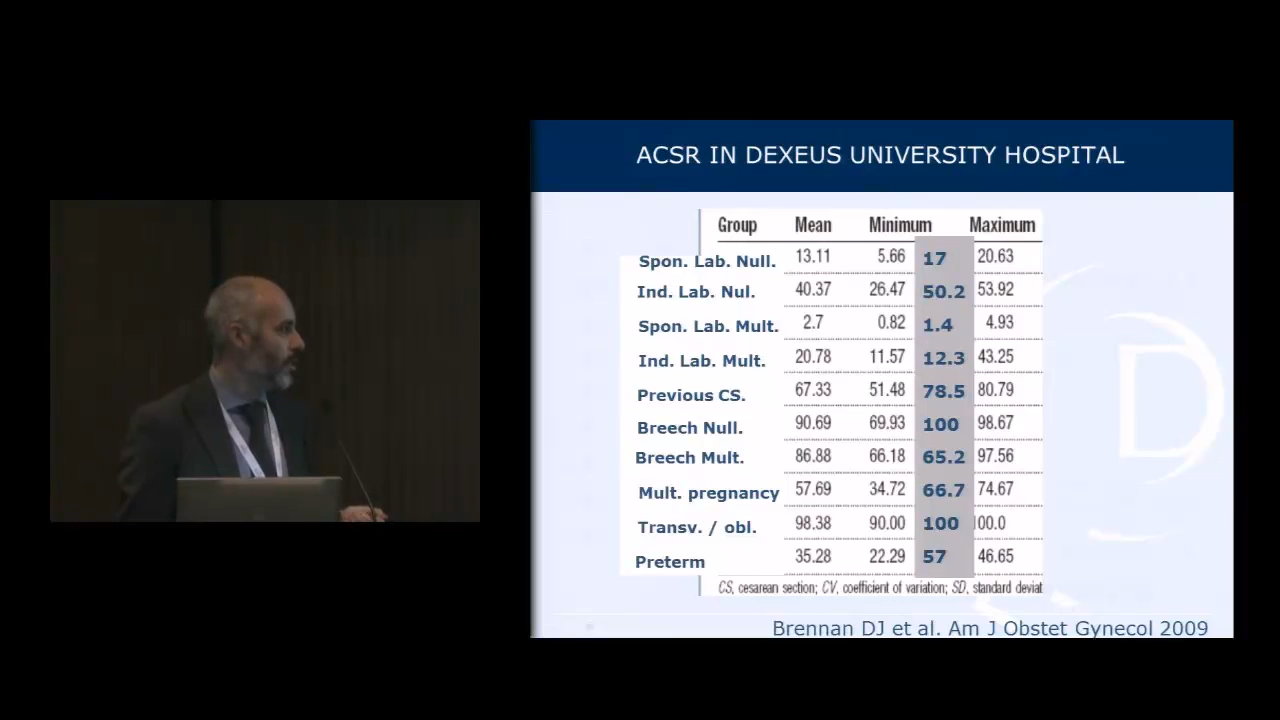 ACSR IN DEXEUS UNIVERSITY HOSPITAL
Group Mean Minimum Maximum
Spon. Lab. Null. 13.11 5.66 17 20.63
Ind. Lab. Nul. 40.37 26.47 50.2 53.92
Spon. Lab. Mult. 2.7 0.82 1.4 4.93
Ind. Lab. Mult. 20.78 11.57 12.3 43.25
Previous CS. 67.33 51.48 78.5 80.79
Breech Null. 90.69 69.93 100 98.67
Breech Mult. 86.88 66.18 65.2 97.56
Mult. pregnancy 57.69 34.72 66.7 74.67
Transv. / obl. 98.38 90.00 100 00.0
Preterm 35.28 22.29 57 46.65
CS, cesarean section; CV, coefficient of variation; SD, standard deviat
Brennan DJ et al. Am J Obstet Gynecol 2009
D